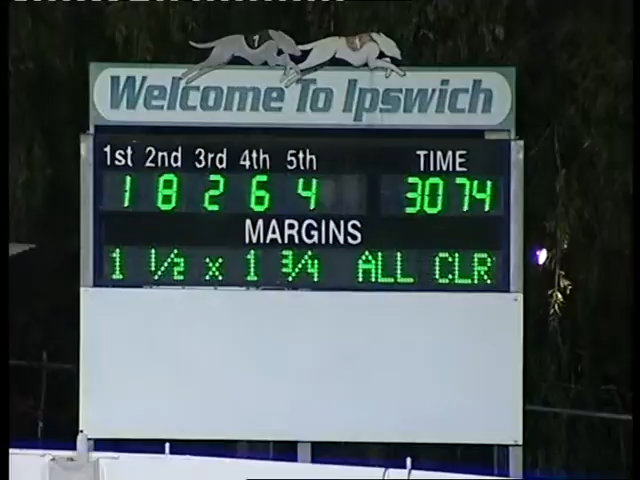 Welcome To Ipswich
1st 2nd 3rd 4th 5th TIME
1 8 2 6 4 30 74
MARGINS
1 ½ x 1 ¾ ALL CLR